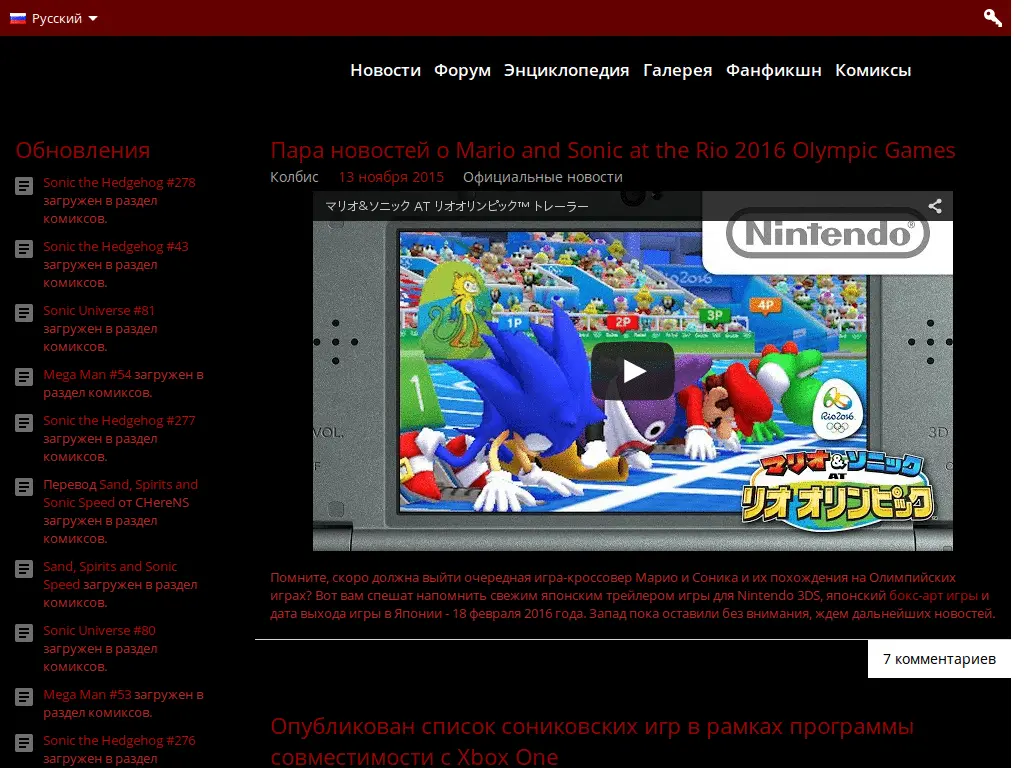 Русский
Новости Форум Энциклопедия Галерея Фанфикшн Комиксы
Обновления
Sonic the Hedgehog #278
загружен в раздел
комиксов.
Sonic the Hedgehog #43
загружен в раздел
комиксов.
Sonic Universe #81
загружен в раздел
комиксов.
Mega Man #54 загружен в
раздел комиксов.
Sonic the Hedgehog #277
загружен в раздел
комиксов.
Перевод Sand, Spirits and
Sonic Speed от CHereNS
загружен в раздел
комиксов.
Sand, Spirits and Sonic
Speed загружен в раздел
комиксов.
Sonic Universe #80
загружен в раздел
комиксов.
Mega Man #53 загружен в
раздел комиксов.
Sonic the Hedgehog #276
загружен в раздел
Пара новостей о Mario and Sonic at the Rio 2016 Olympic Games
Колбис 13 ноября 2015 Официальные новости
マリオ&ソニック AT リオオリンピック™ トレーラー
Nintendo®
2016
1P
2P
3P
4P
1
VOL.
3D
Rio2016
マリオ&ソニック
AT
リオオリンピック
Помните, скоро должна выйти очередная игра-кроссовер Марио и Соника и их похождения на Олимпийских
играх? Вот вам спешат напомнить свежим японским трейлером игры для Nintendo 3DS, японский бокс-арт игры и
дата выхода игры в Японии - 18 февраля 2016 года. Запад пока оставили без внимания, ждем дальнейших новостей.
7 комментариев
Опубликован список сониковских игр в рамках программы
совместимости с Xbox One